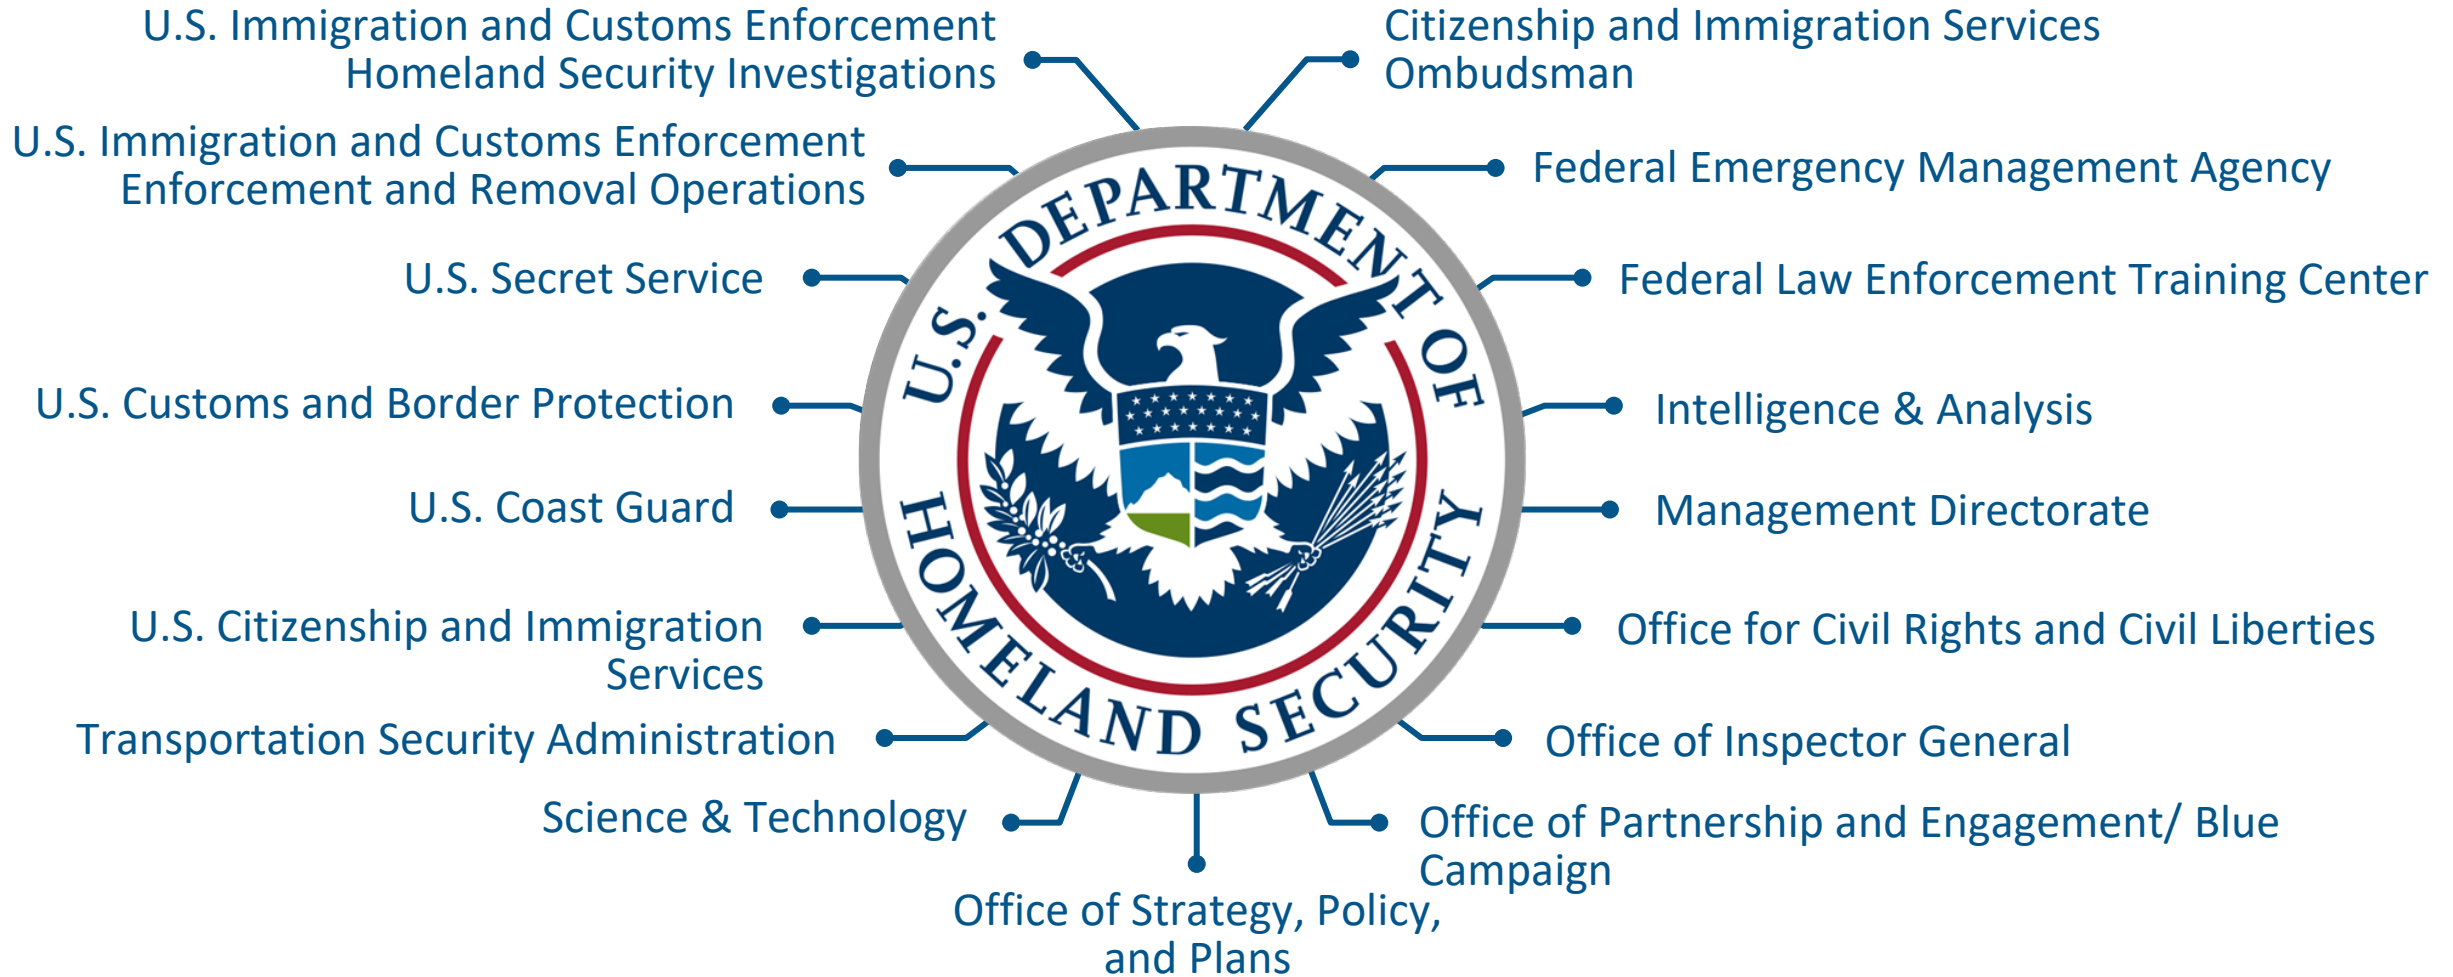 U.S. Immigration and Customs Enforcement
Homeland Security Investigations
U.S. Immigration and Customs Enforcement
Enforcement and Removal Operations
U.S. Secret Service
U.S. Customs and Border Protection
U.S. Coast Guard
U.S. Citizenship and Immigration
Services
Transportation Security Administration
Science & Technology
Office of Strategy, Policy,
and Plans
Citizenship and Immigration Services
Ombudsman
Federal Emergency Management Agency
Federal Law Enforcement Training Center
Intelligence & Analysis
Management Directorate
Office for Civil Rights and Civil Liberties
Office of Inspector General
Office of Partnership and Engagement/ Blue
Campaign
U.S. DEPARTMENT OF
HOMELAND SECURITY